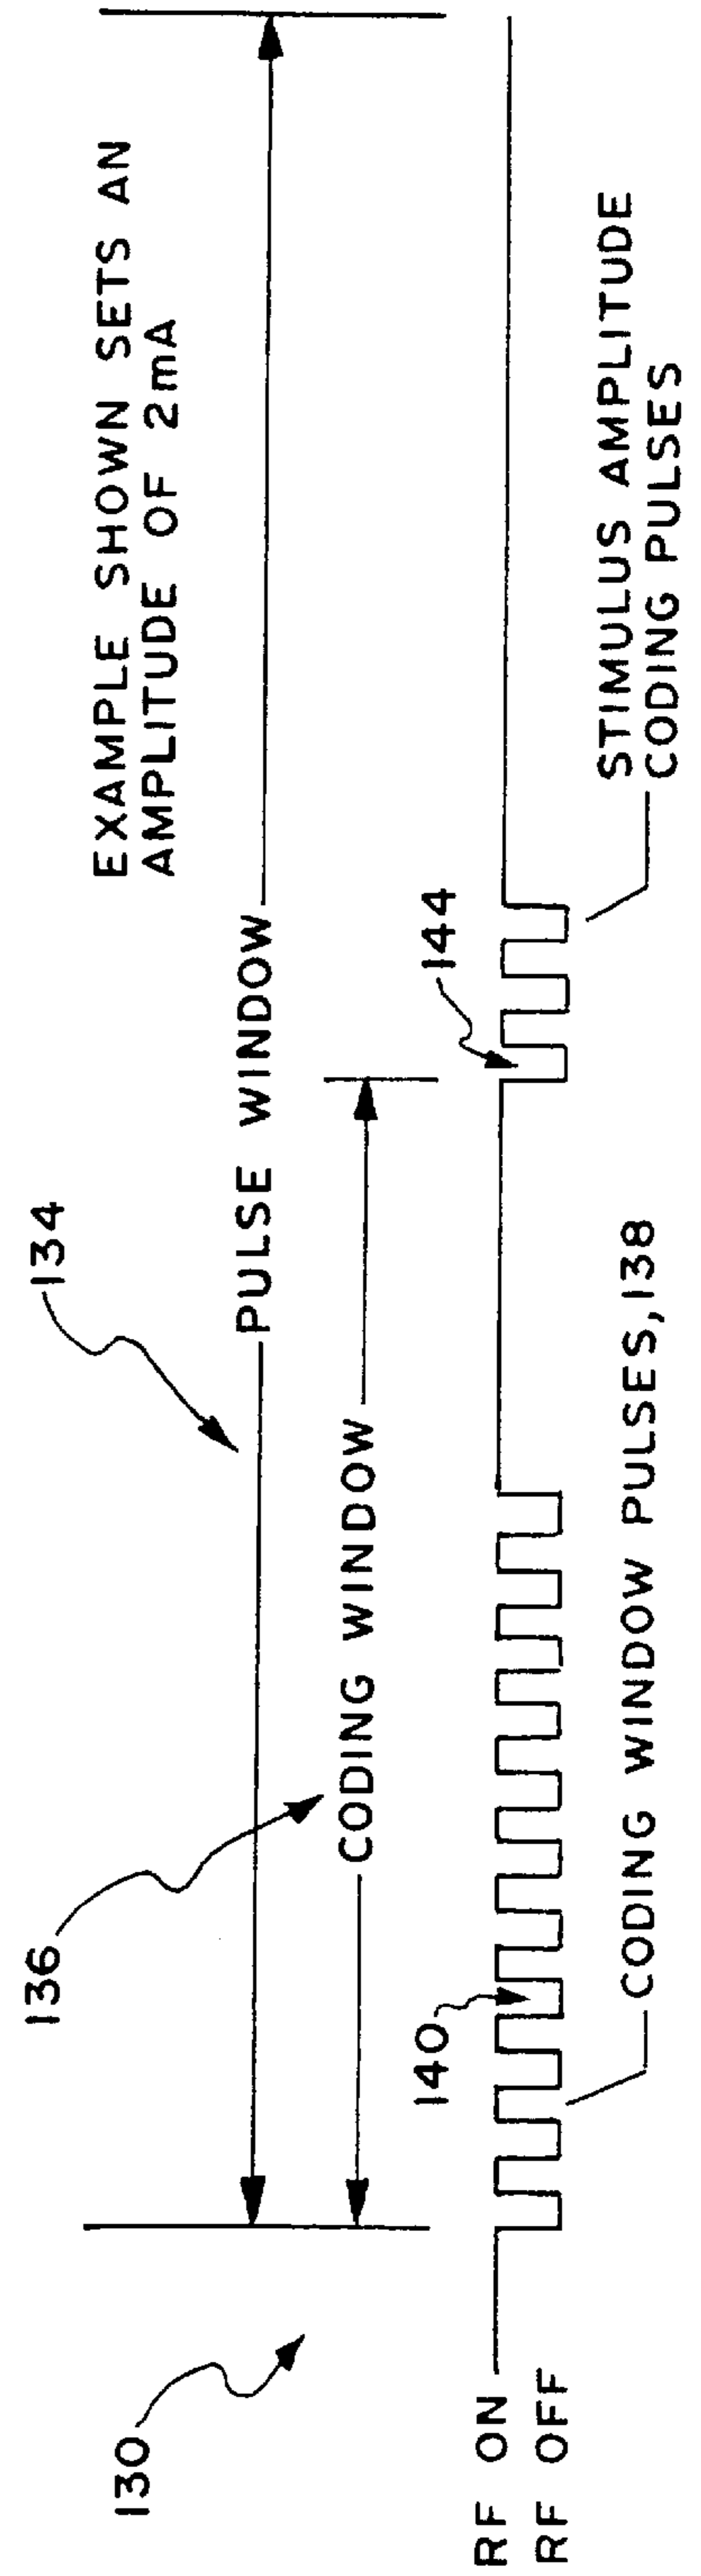 130
136
134
EXAMPLE SHOWN SETS AN
AMPLITUDE OF 2mA
PULSE WINDOW
CODING WINDOW
140
144
RF ON
RF OFF
CODING WINDOW PULSES,138
STIMULUS AMPLITUDE
CODING PULSES